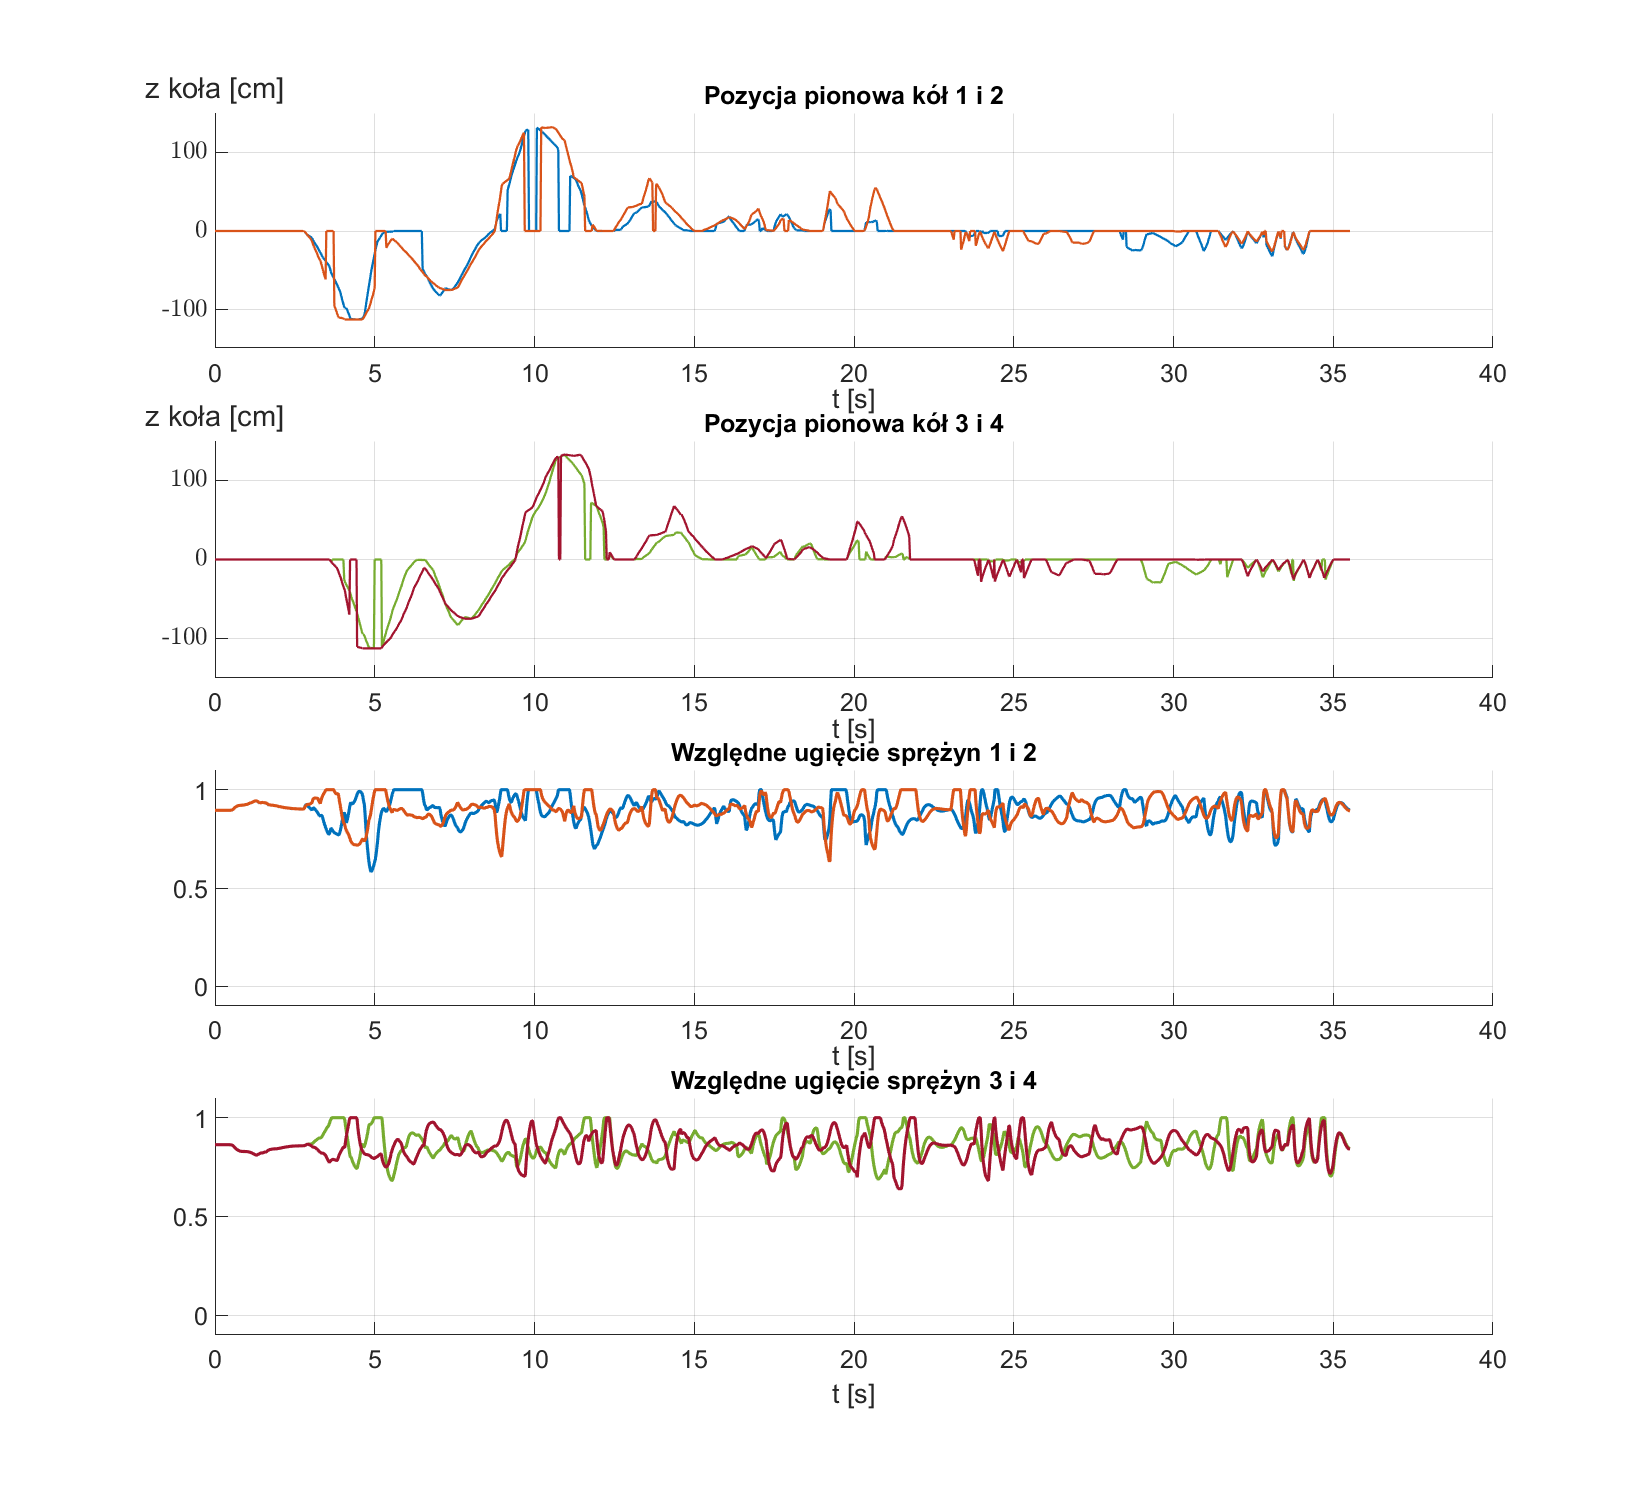 z koła [cm]
Pozycja pionowa kół 1 i 2
100
0
-100
0 5 10 15 20 25 30 35 40
t [s]
z koła [cm]
Pozycja pionowa kół 3 i 4
100
0
-100
0 5 10 15 20 25 30 35 40
t [s]
Względne ugięcie sprężyn 1 i 2
1
0.5
0
0 5 10 15 20 25 30 35 40
t [s]
Względne ugięcie sprężyn 3 i 4
1
0.5
0
0 5 10 15 20 25 30 35 40
t [s]